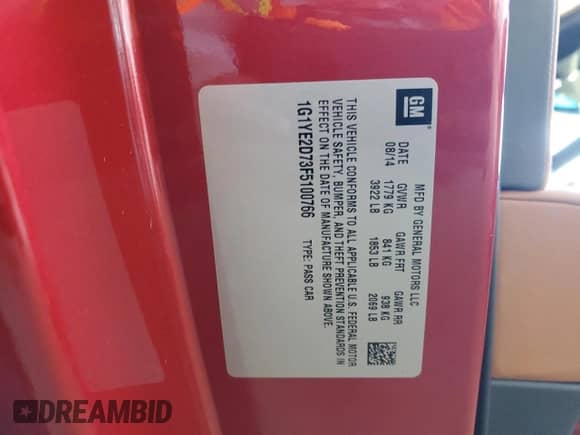 GM
MFD BY GENERAL MOTORS LLC
DATE GVWR GAWR FRT GAWR RR
08/14 1779 KG 841 KG 938 KG
3922 LB 1853 LB 2069 LB
THIS VEHICLE CONFORMS TO ALL APPLICABLE U.S. FEDERAL MOTOR
VEHICLE SAFETY, BUMPER, AND THEFT PREVENTION STANDARDS IN
EFFECT ON THE DATE OF MANUFACTURE SHOWN ABOVE.
1G1YE2D73F5100766 TYPE: PASS CAR
DREAMBID